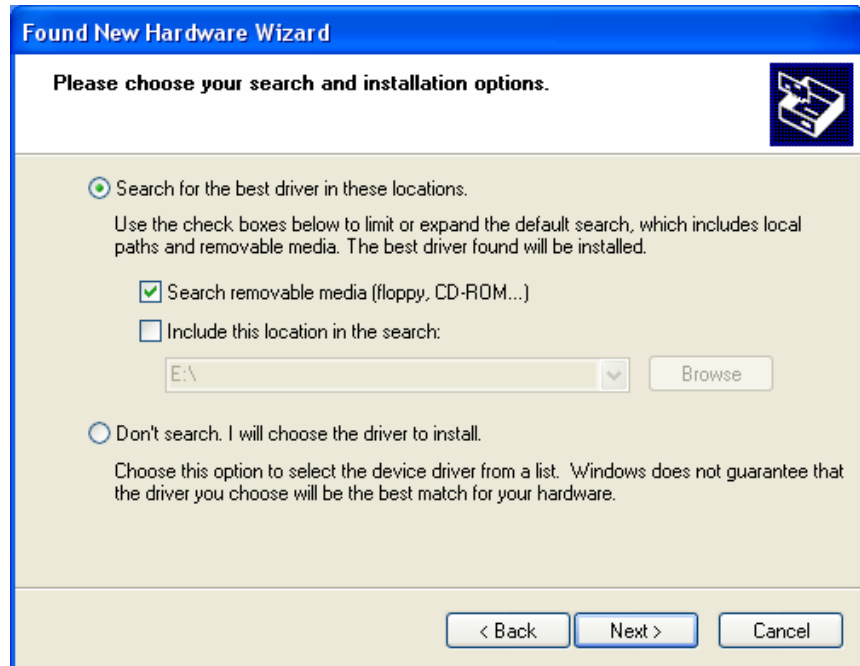 Found New Hardware Wizard
Please choose your search and installation options.
Search for the best driver in these locations.
Use the check boxes below to limit or expand the default search, which includes local
paths and removable media. The best driver found will be installed.
Search removable media (floppy, CD-ROM...)
Include this location in the search:
E:\
Browse
Don't search. I will choose the driver to install.
Choose this option to select the device driver from a list. Windows does not guarantee that
the driver you choose will be the best match for your hardware.
< Back
Next >
Cancel